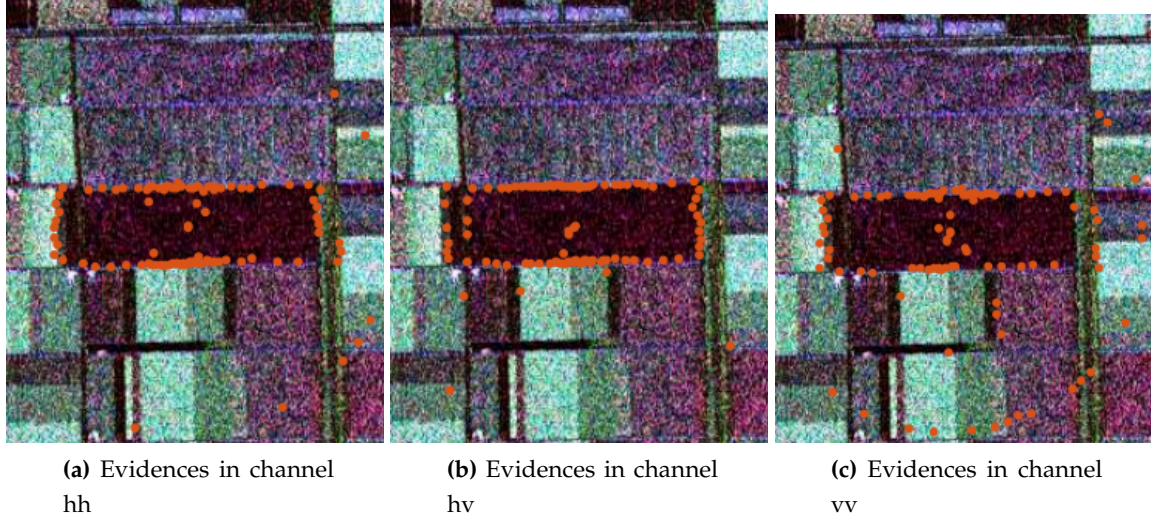 (a) Evidences in channel
hh
(b) Evidences in channel
hv
(c) Evidences in channel
vv